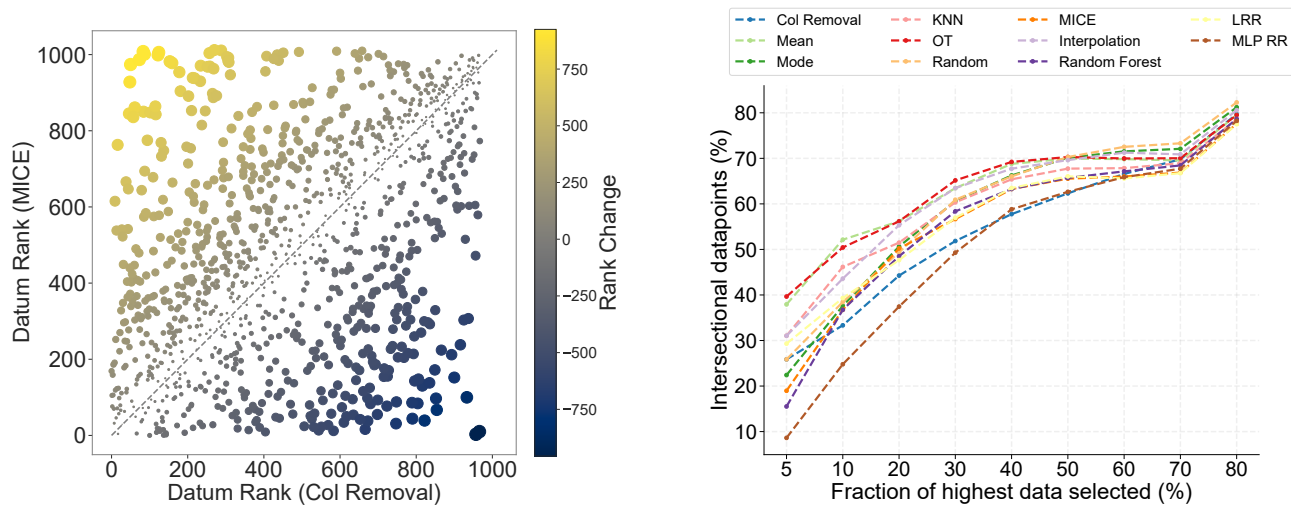 1000
800
600
400
200
0
Datum Rank (MICE)
0 200 400 600 800 1000
Datum Rank (Col Removal)
750
500
250
0
−250
−500
−750
Rank Change
Col Removal KNN MICE LRR
Mean OT Interpolation MLP RR
Mode Random Random Forest
80
70
60
50
40
30
20
10
Intersectional datapoints (%)
5 10 20 30 40 50 60 70 80
Fraction of highest data selected (%)